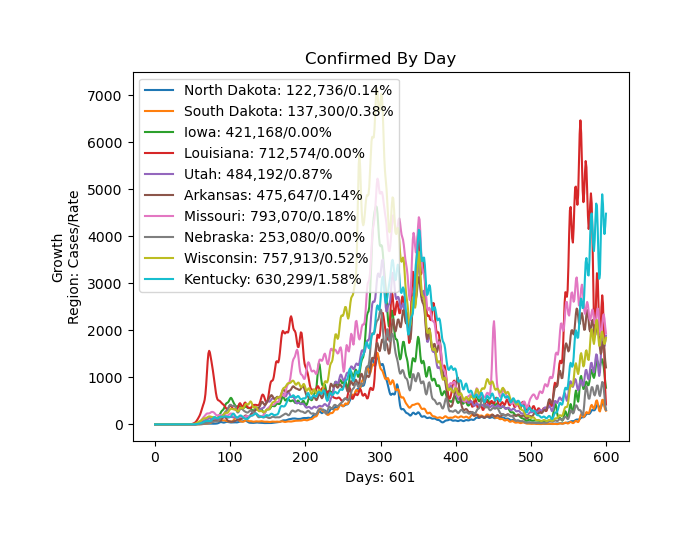 Confirmed By Day
7000
6000
5000
4000
3000
2000
1000
0
Growth
Region: Cases/Rate
North Dakota: 122,736/0.14%
South Dakota: 137,300/0.38%
Iowa: 421,168/0.00%
Louisiana: 712,574/0.00%
Utah: 484,192/0.87%
Arkansas: 475,647/0.14%
Missouri: 793,070/0.18%
Nebraska: 253,080/0.00%
Wisconsin: 757,913/0.52%
Kentucky: 630,299/1.58%
0 100 200 300 400 500 600
Days: 601